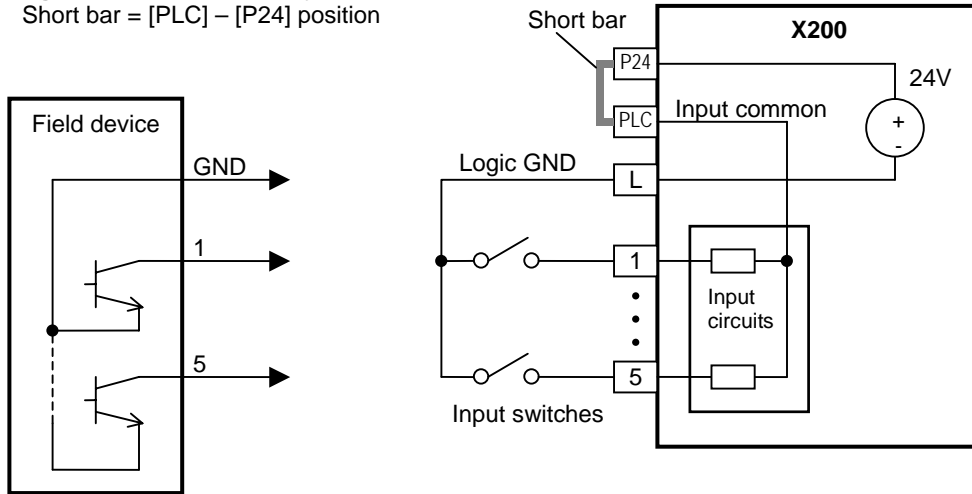 Short bar = [PLC] – [P24] position
Field device
GND
1
5
Short bar
X200
P24
24V
PLC
Input common
+
-
Logic GND
L
1
Input
circuits
5
Input switches